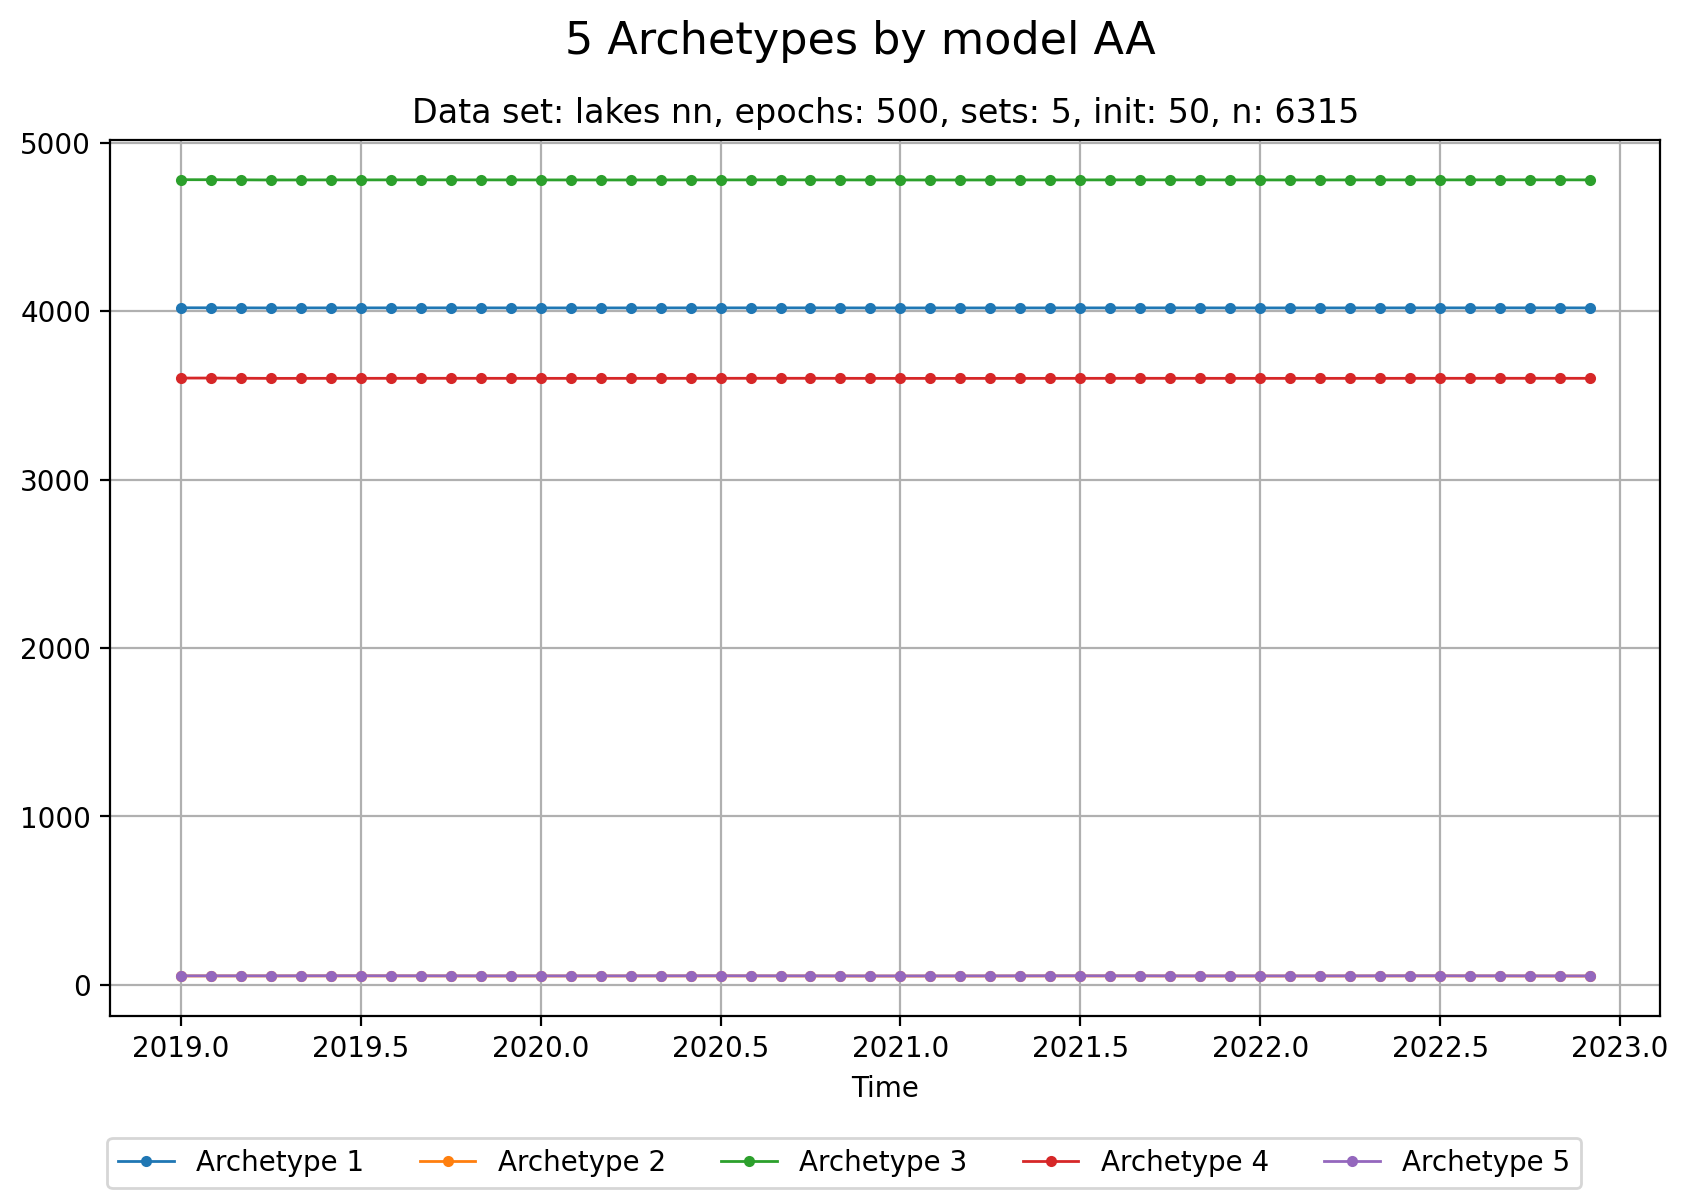 5 Archetypes by model AA
Data set: lakes nn, epochs: 500, sets: 5, init: 50, n: 6315
5000
4000
3000
2000
1000
0
2019.0 2019.5 2020.0 2020.5 2021.0 2021.5 2022.0 2022.5 2023.0
Time
Archetype 1 Archetype 2 Archetype 3 Archetype 4 Archetype 5